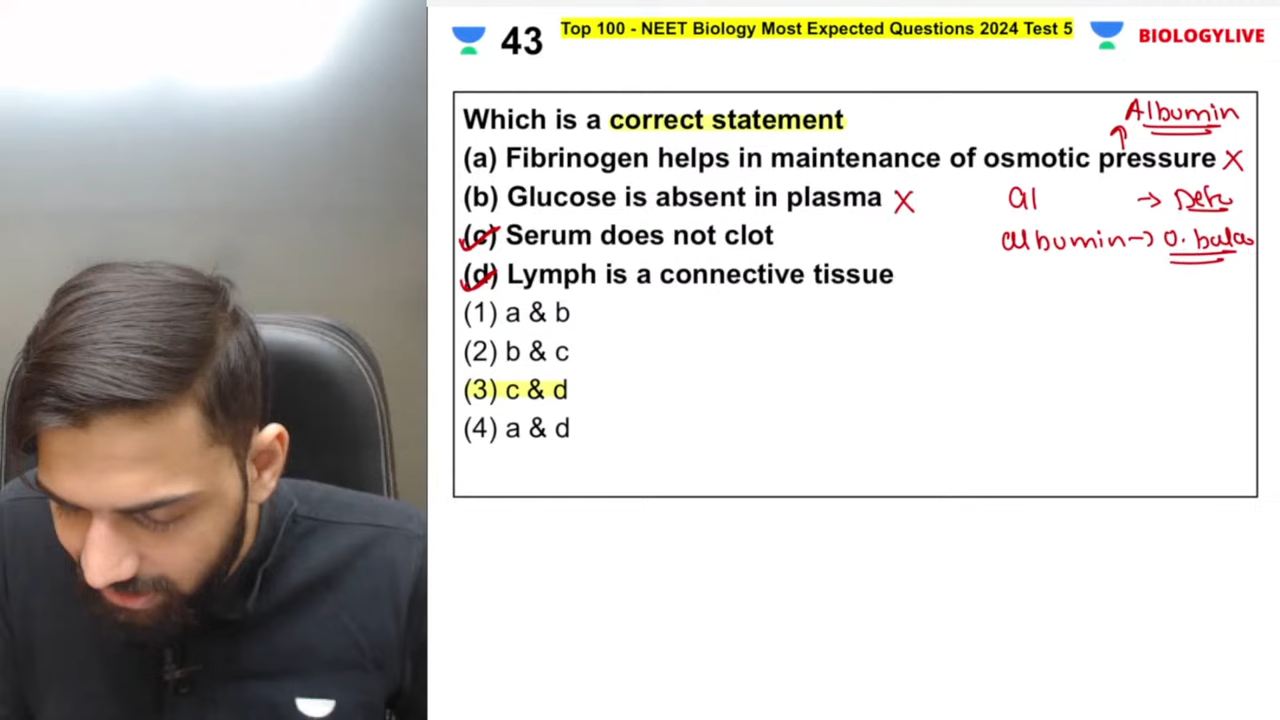 43
Top 100 - NEET Biology Most Expected Questions 2024 Test 5
BIOLOGYLIVE
Which is a correct statement
Albumin
(a) Fibrinogen helps in maintenance of osmotic pressure X
(b) Glucose is absent in plasma X
(c) Serum does not clot
albumin → O.
(d) Lymph is a connective tissue
(1) a & b
(2) b & c
(3) c & d
(4) a & d